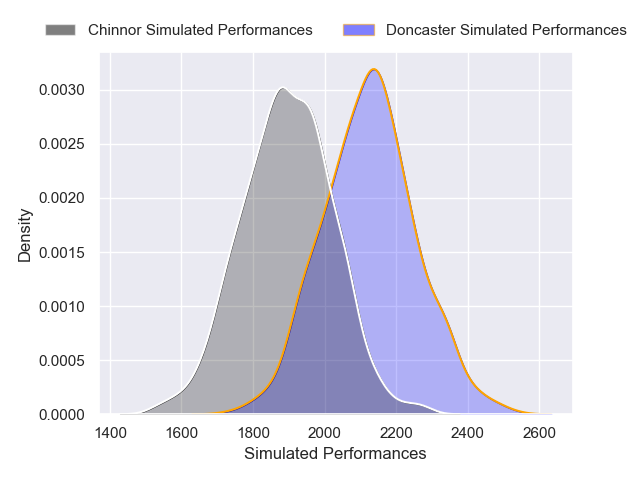 Chinnor Simulated Performances Doncaster Simulated Performances
0.0030
0.0025
0.0020
0.0015
0.0010
0.0005
0.0000
Density
1400 1600 1800 2000 2200 2400 2600
Simulated Performances